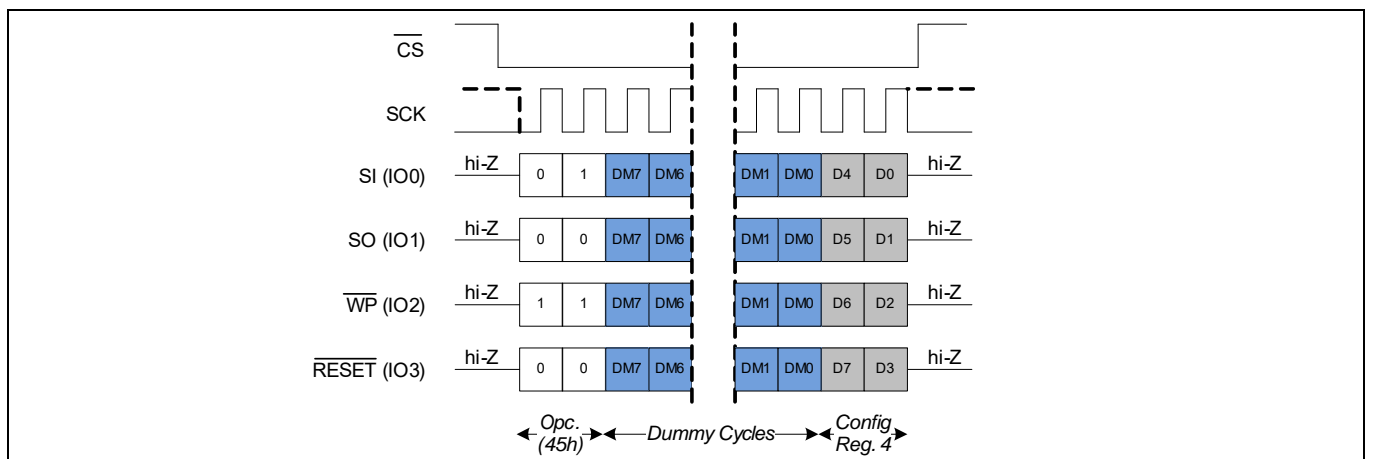 CS
SCK
SI (IO0) hi-Z 0 1 DM7 DM6 DM1 DM0 D4 D0 hi-Z
SO (IO1) hi-Z 0 0 DM7 DM6 DM1 DM0 D5 D1 hi-Z
WP (IO2) hi-Z 1 1 DM7 DM6 DM1 DM0 D6 D2 hi-Z
RESET (IO3) hi-Z 0 0 DM7 DM6 DM1 DM0 D7 D3 hi-Z
Opc. Dummy Cycles Config
(45h) Reg. 4